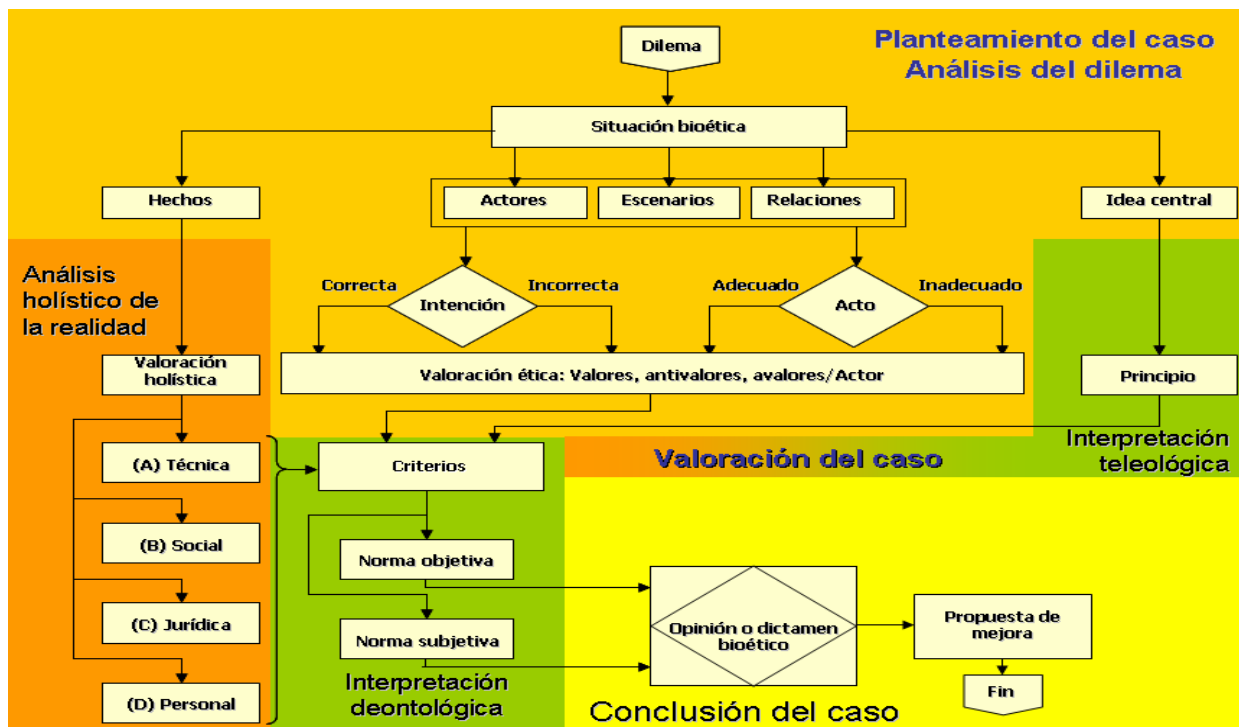 Dilema
Planteamiento del caso
Análisis del dilema
Situación bioética
Hechos
Actores
Escenarios
Relaciones
Idea central
Análisis
holístico de
la realidad
Correcta
Intención
Incorrecta
Adecuado
Acto
Inadecuado
Valoración
holística
Valoración ética: Valores, antivalores, avalores/Actor
Principio
(A) Técnica
Criterios
Valoración del caso
Interpretación
teleológica
(B) Social
Norma objetiva
(C) Jurídica
Norma subjetiva
Opinión o dictamen
bioético
Propuesta de
mejora
(D) Personal
Interpretación
deontológica
Conclusión del caso
Fin